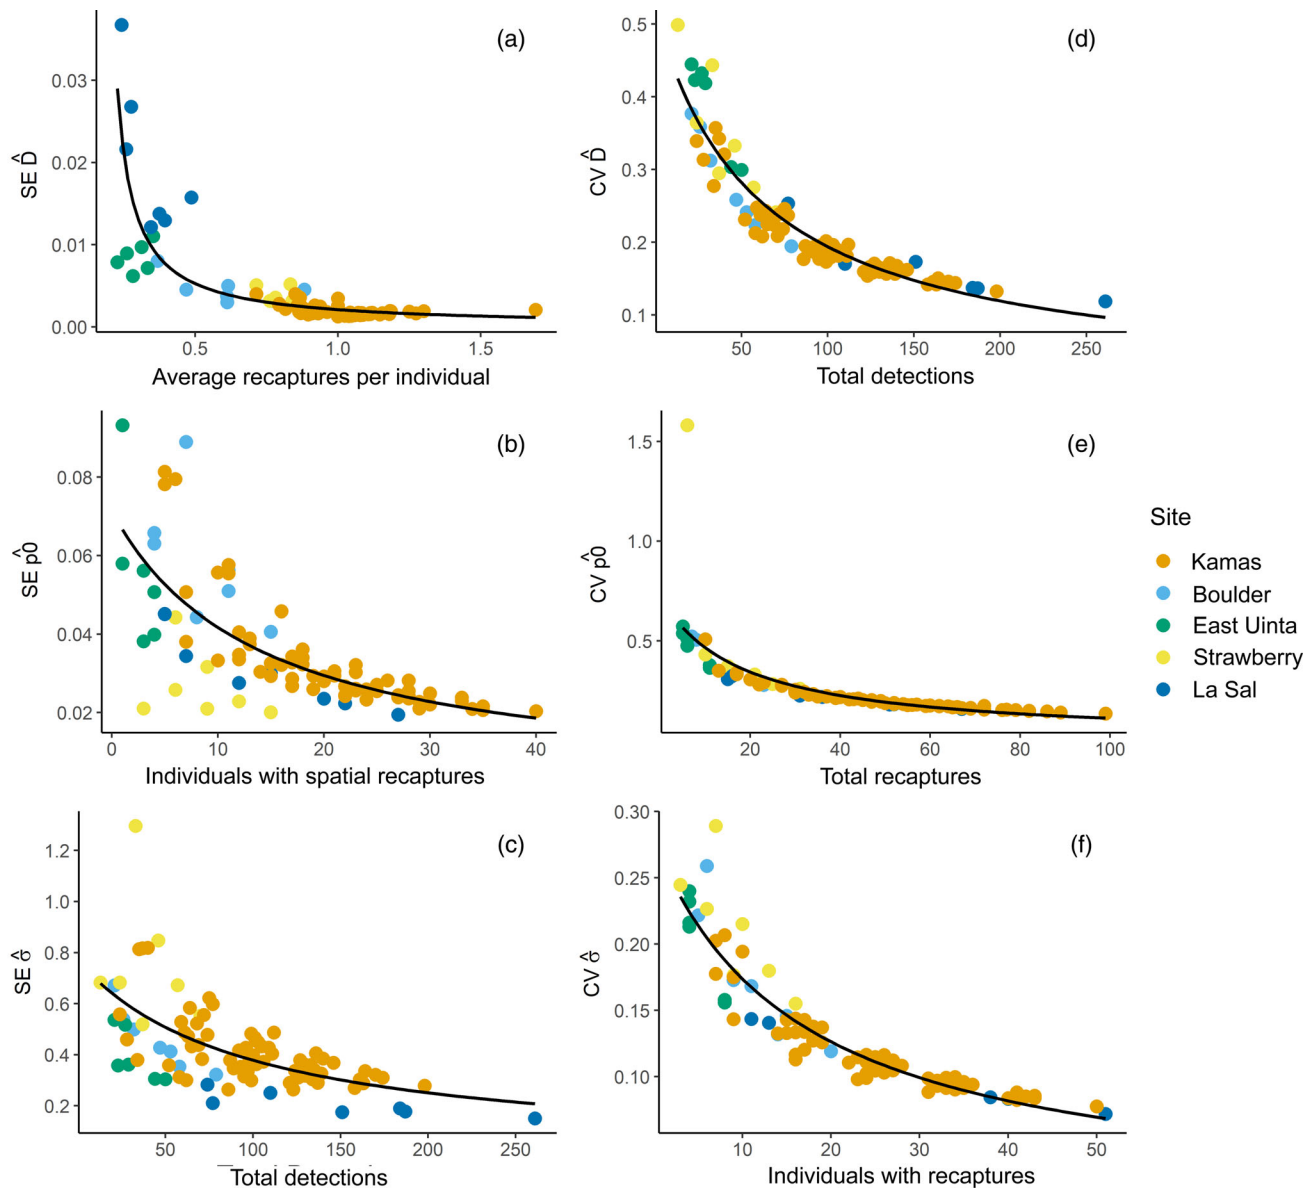 (a)
SE D̂
0.03
0.02
0.01
0.00
0.5 1.0 1.5
Average recaptures per individual
(d)
CV D̂
0.5
0.4
0.3
0.2
0.1
50 100 150 200 250
Total detections
(b)
SE p̂0
0.08
0.06
0.04
0.02
0 10 20 30 40
Individuals with spatial recaptures
(e)
CV p̂0
1.5
1.0
0.5
20 40 60 80 100
Total recaptures
Site
Kamas
Boulder
East Uinta
Strawberry
La Sal
(c)
SE σ̂
1.2
0.8
0.6
0.4
0.2
50 100 150 200 250
Total detections
(f)
CV σ̂
0.30
0.25
0.20
0.15
0.10
10 20 30 40 50
Individuals with recaptures